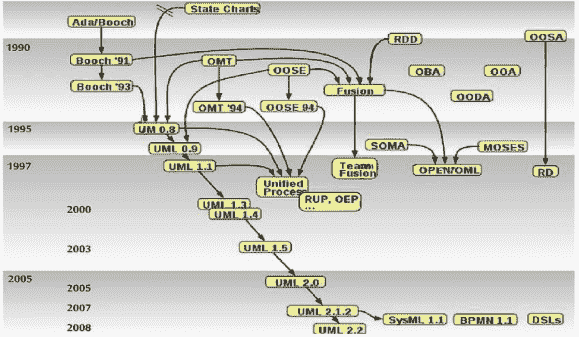 State Charts
Ada/Booch
RDD
OOSA
1990
Booch '91
OMT
OOSE
OBA
OOA
Booch '93
Fusion
OODA
OMT '94
OOSE 94
1995
UM 0.8
UML 0.9
SOMA
MOSES
1997
UML 1.1
Team
Fusion
OPEN/OML
RD
Unified
Process
RUP, OEP
...
2000
UML 1.3
UML 1.4
2003
UML 1.5
2005
2005
UML 2.0
2007
UML 2.1.2
SysML 1.1
BPMN 1.1
DSLs
2008
UML 2.2